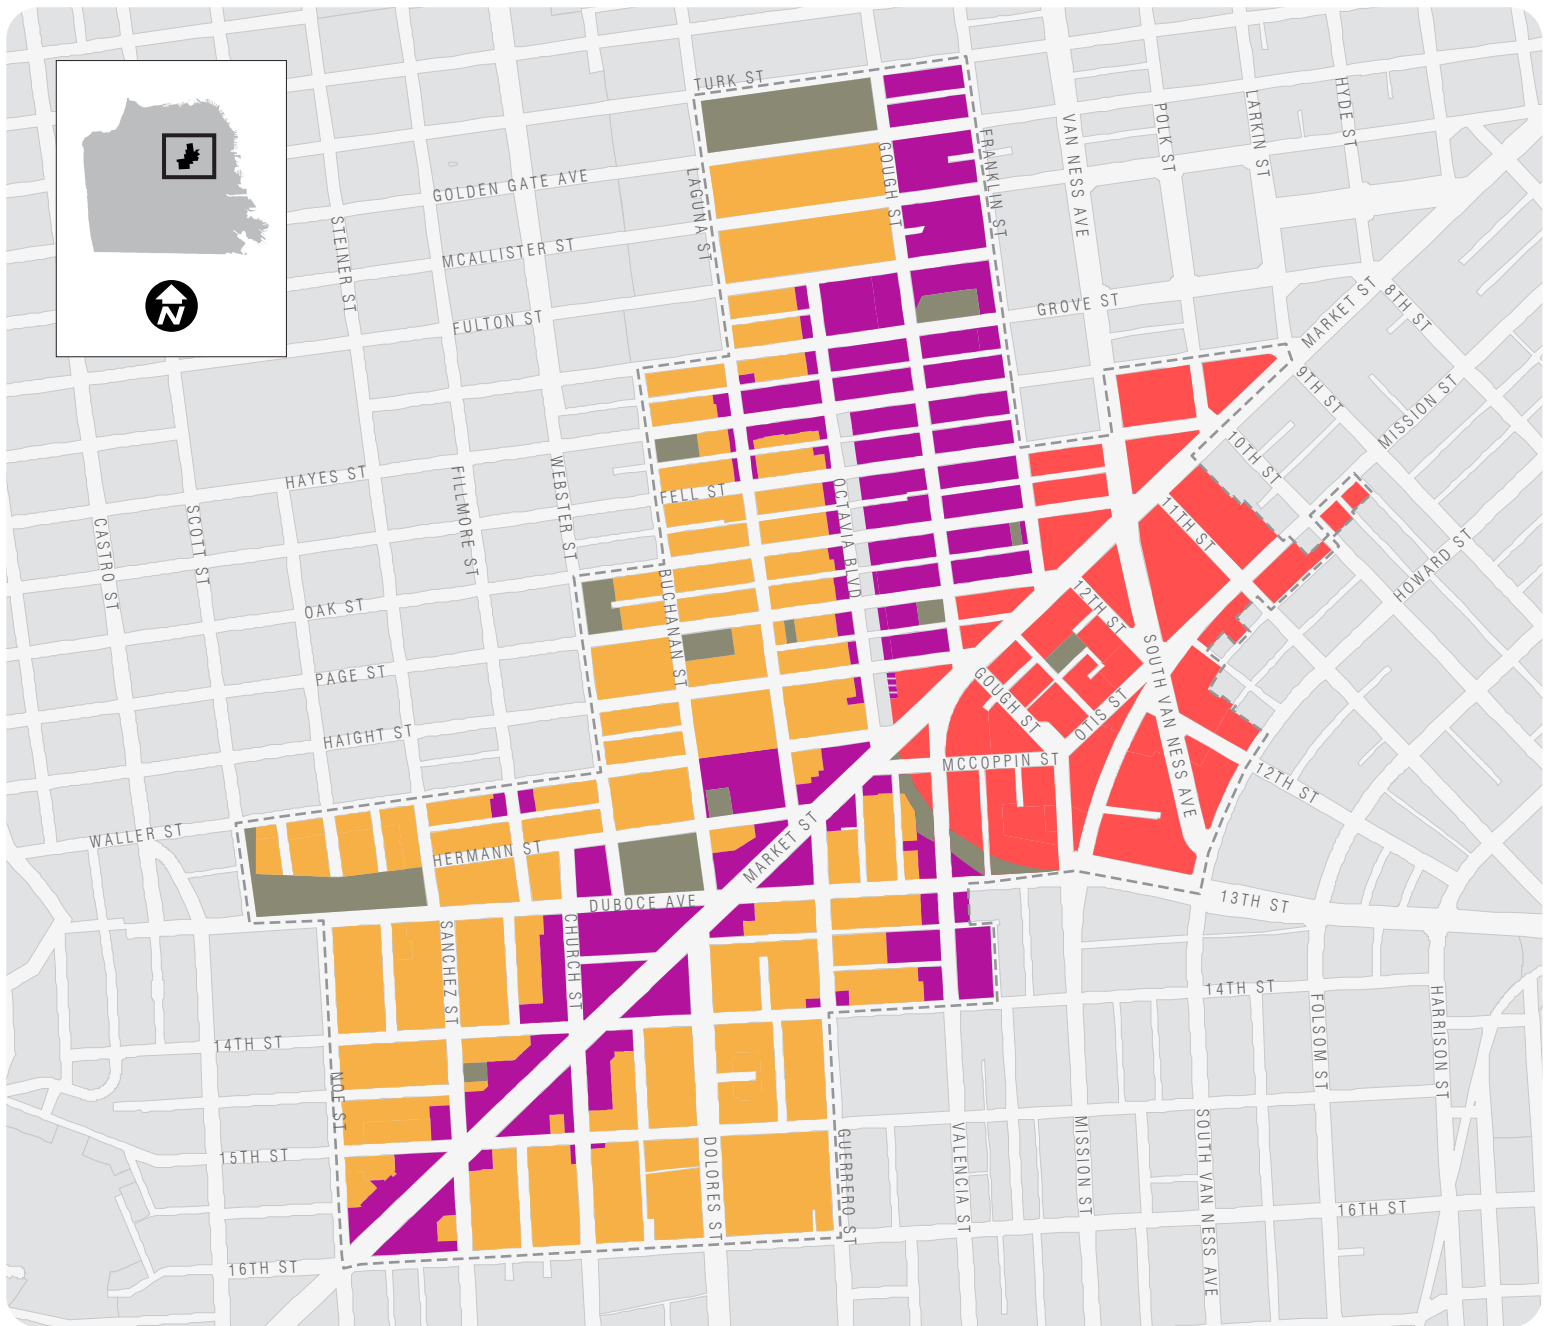 TURK ST
GOLDEN GATE AVE
MCALLISTER ST
FULTON ST
GROVE ST
STEINER ST
LAGUNA ST
GOUGH ST
FRANKLIN ST
VAN NESS AVE
POLK ST
LARKIN ST
HYDE ST
MARKET ST
8TH ST
9TH ST
MISSION ST
10TH ST
11TH ST
HOWARD ST
HAYES ST
FELL ST
CASTRO ST
SCOTT ST
FILLMORE ST
WEBSTER ST
OCTAVIA BLVD
BUCHANAN ST
OAK ST
PAGE ST
HAIGHT ST
12TH ST
GOUGH ST
OTIS ST
SOUTH VAN NESS AVE
MCCOPPIN ST
12TH ST
WALLER ST
HERMANN ST
MARKET ST
DUBOCE AVE
13TH ST
SANCHEZ ST
CHURCH ST
14TH ST
14TH ST
FOLSOM ST
HARRISON ST
NOE ST
15TH ST
DOLORES ST
GUERRERO ST
VALENCIA ST
MISSION ST
SOUTH VAN NESS AVE
16TH ST
16TH ST
N